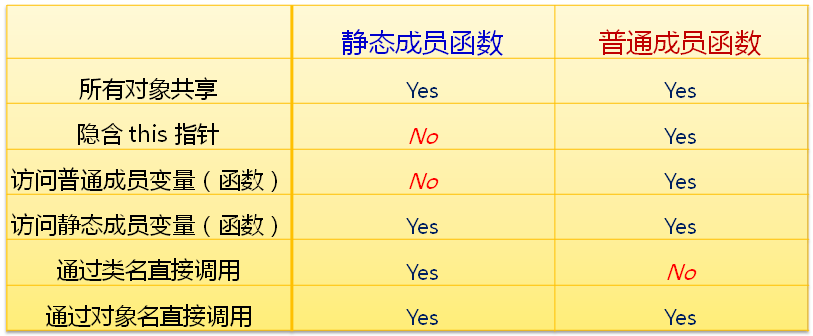 静态成员函数 普通成员函数
所有对象共享 Yes Yes
隐含 this 指针 No Yes
访问普通成员变量（函数） No Yes
访问静态成员变量（函数） Yes Yes
通过类名直接调用 Yes No
通过对象名直接调用 Yes Yes